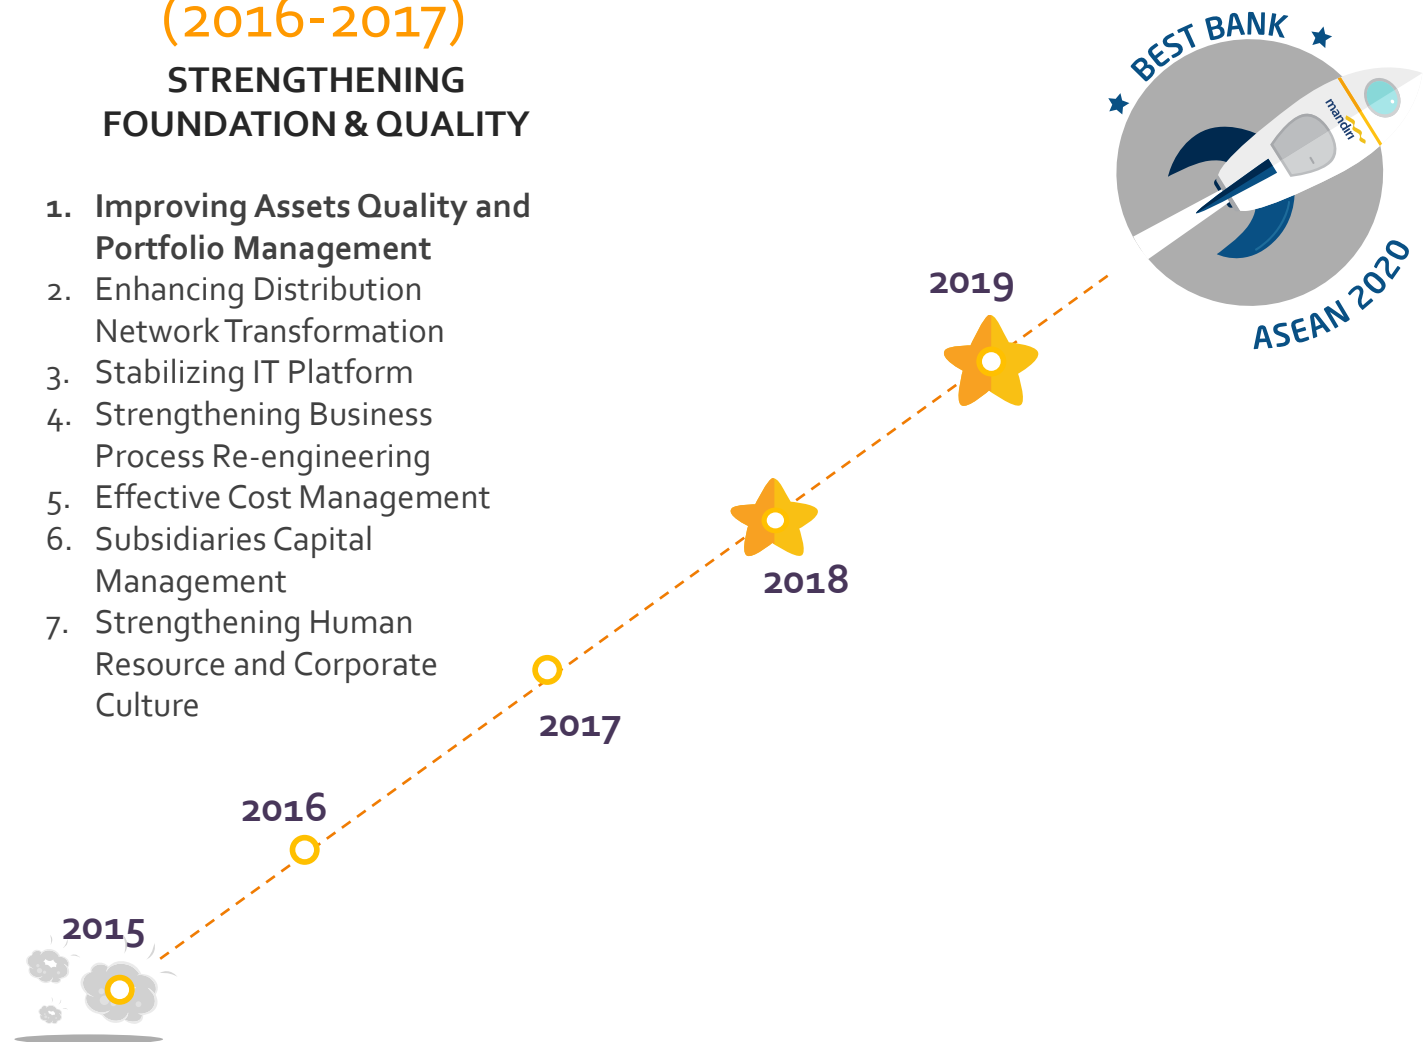 (2016-2017)
STRENGTHENING
FOUNDATION & QUALITY
1. Improving Assets Quality and
Portfolio Management
2. Enhancing Distribution
Network Transformation
3. Stabilizing IT Platform
4. Strengthening Business
Process Re-engineering
5. Effective Cost Management
6. Subsidiaries Capital
Management
7. Strengthening Human
Resource and Corporate
Culture
2015
2016
2017
2018
2019
BEST BANK
mandiri
ASEAN 2020